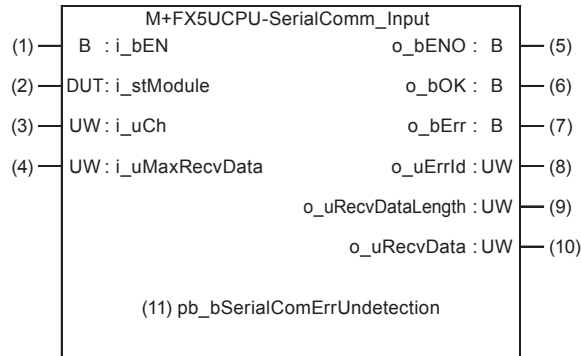 M+FX5UCPU-SerialComm_Input
(1) B : i_bEN o_bENO : B (5)
(2) DUT: i_stModule o_bOK : B (6)
(3) UW : i_uCh o_bErr : B (7)
(4) UW : i_uMaxRecvData o_uErrId : UW (8)
o_uRecvDataLength : UW (9)
o_uRecvData : UW (10)
(11) pb_bSerialComErrUndetection